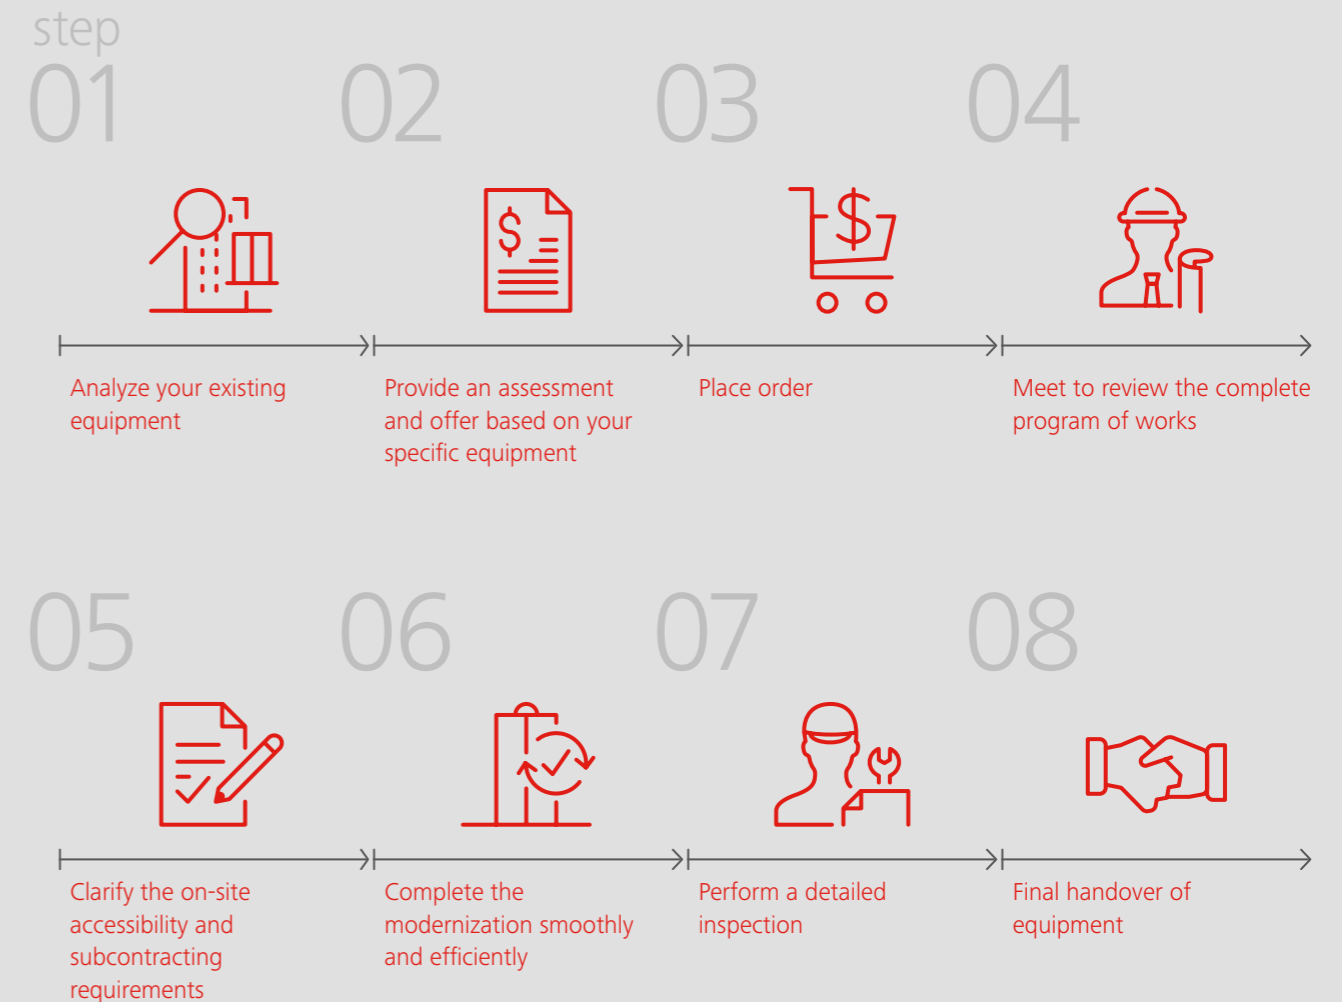 step
01
02
03
04
$
$
Analyze your existing
equipment
Provide an assessment
and offer based on your
specific equipment
Place order
Meet to review the complete
program of works
05
06
07
08
Clarify the on-site
accessibility and
subcontracting
requirements
Complete the
modernization smoothly
and efficiently
Perform a detailed
inspection
Final handover of
equipment